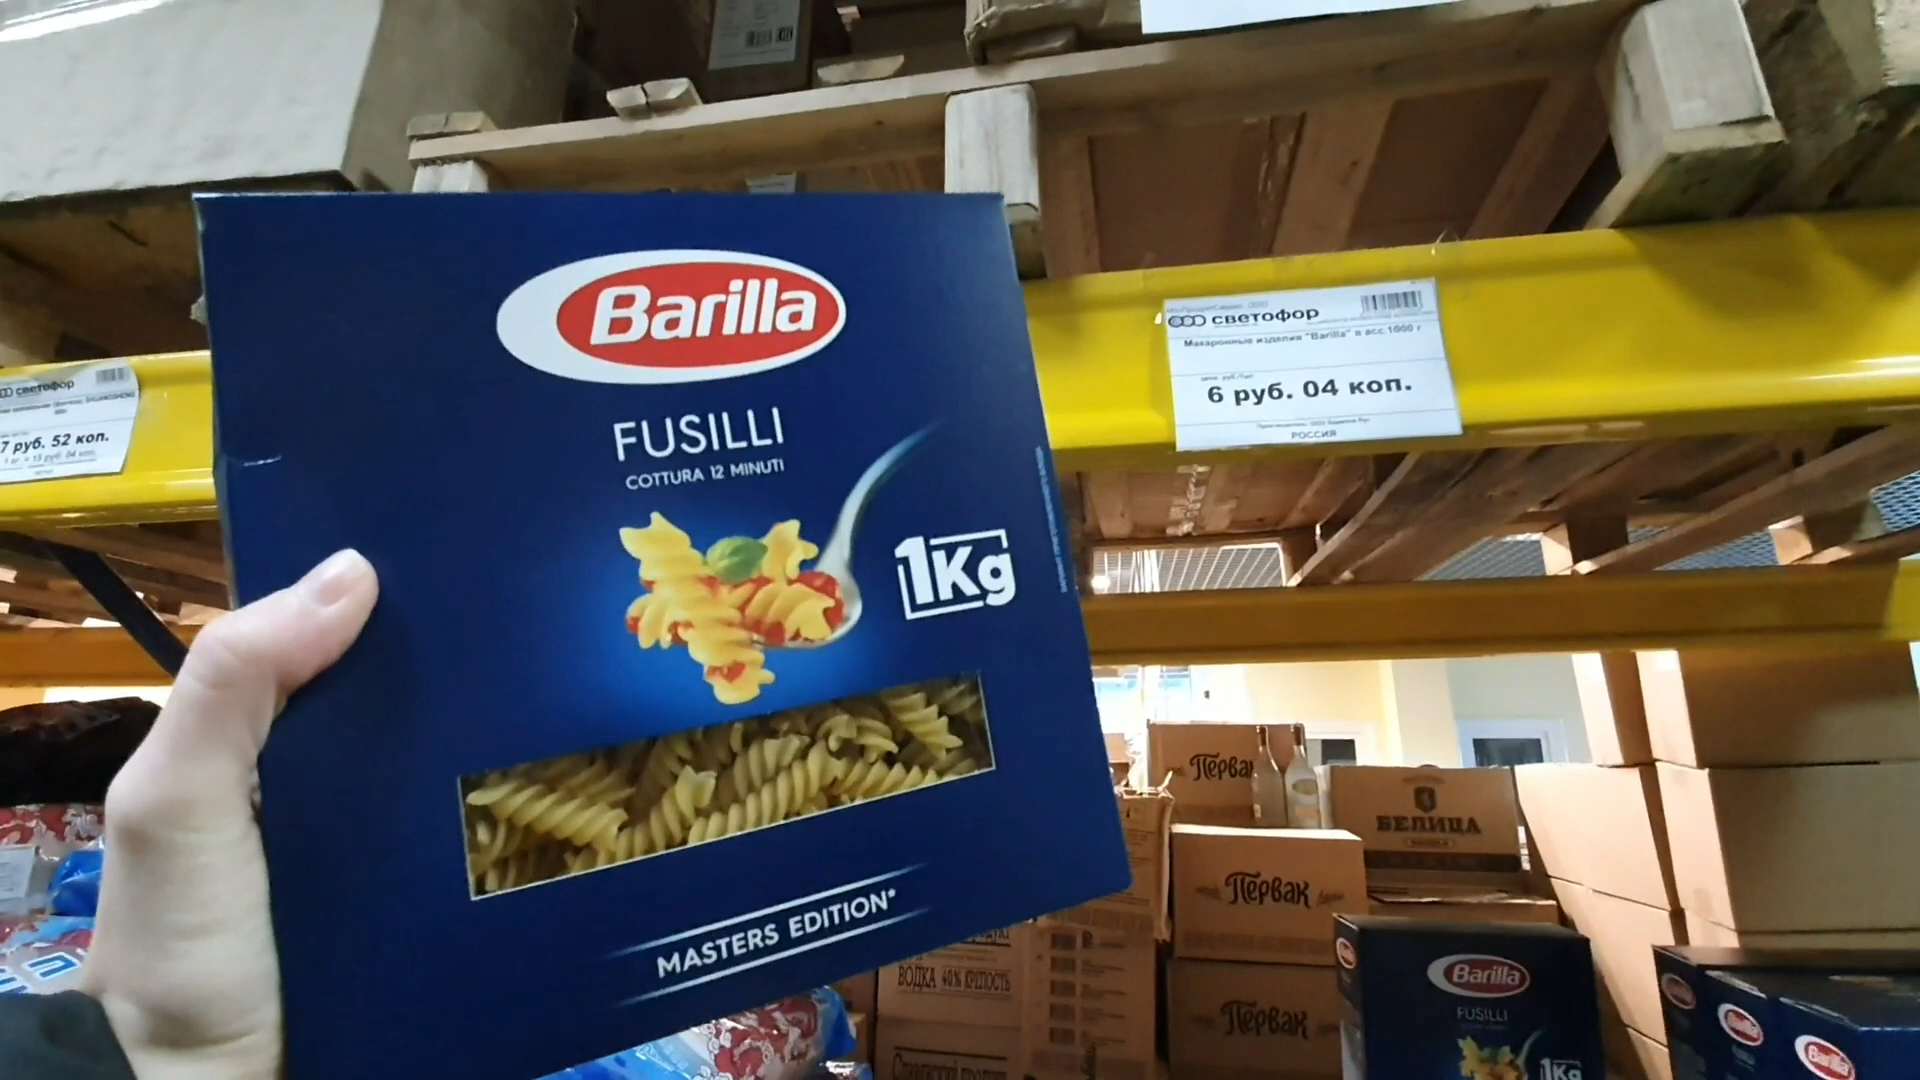 Barilla
FUSILLI
COTTURA 12 MINUTI
1Kg
MASTERS EDITION*
светофор
Макаронные изделия "Barilla" в асс 1000 г
6 руб. 04 коп.
РОССИЯ
светофор
7 руб. 52 коп.
Первак
БЕЛИЦА
Первак
Первак
ВОДКА 40% КРЕПОСТЬ
Barilla
FUSILLI
1Kg
Barilla
Barilla